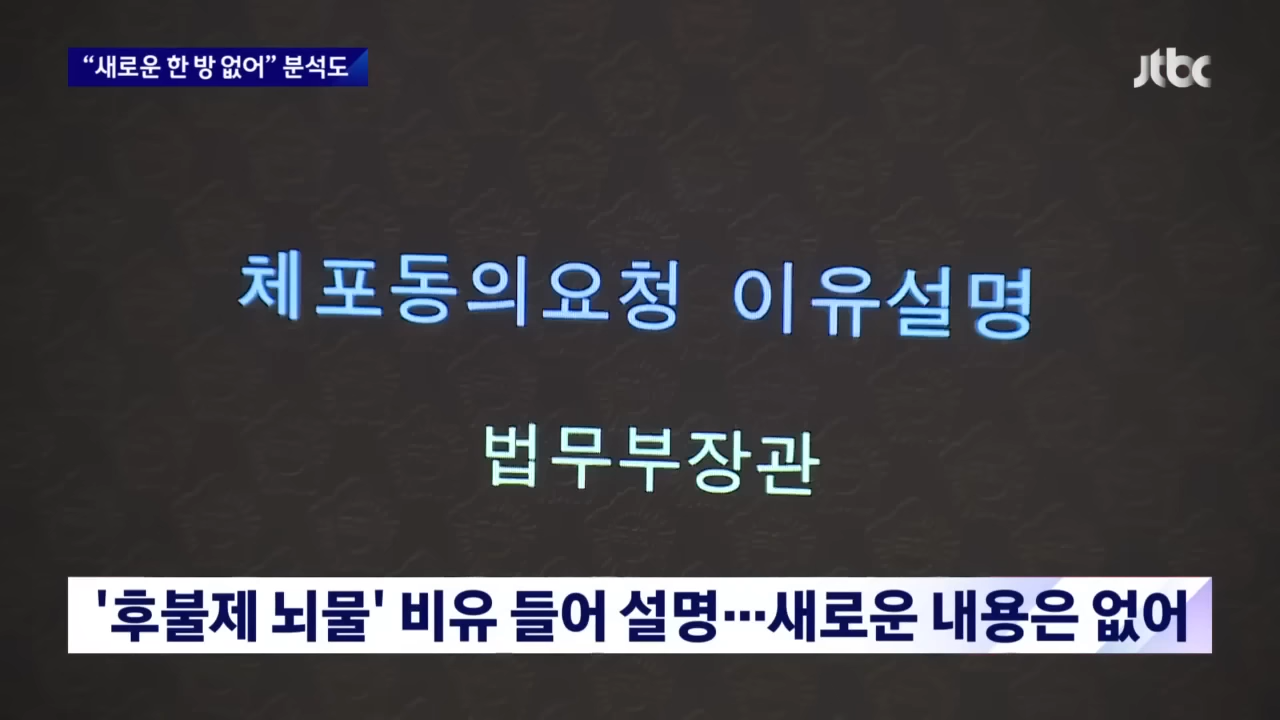 “새로운 한 방 없어” 분석도
jtbc
체포동의요청 이유설명
법무부장관
'후불제 뇌물' 비유 들어 설명…새로운 내용은 없어